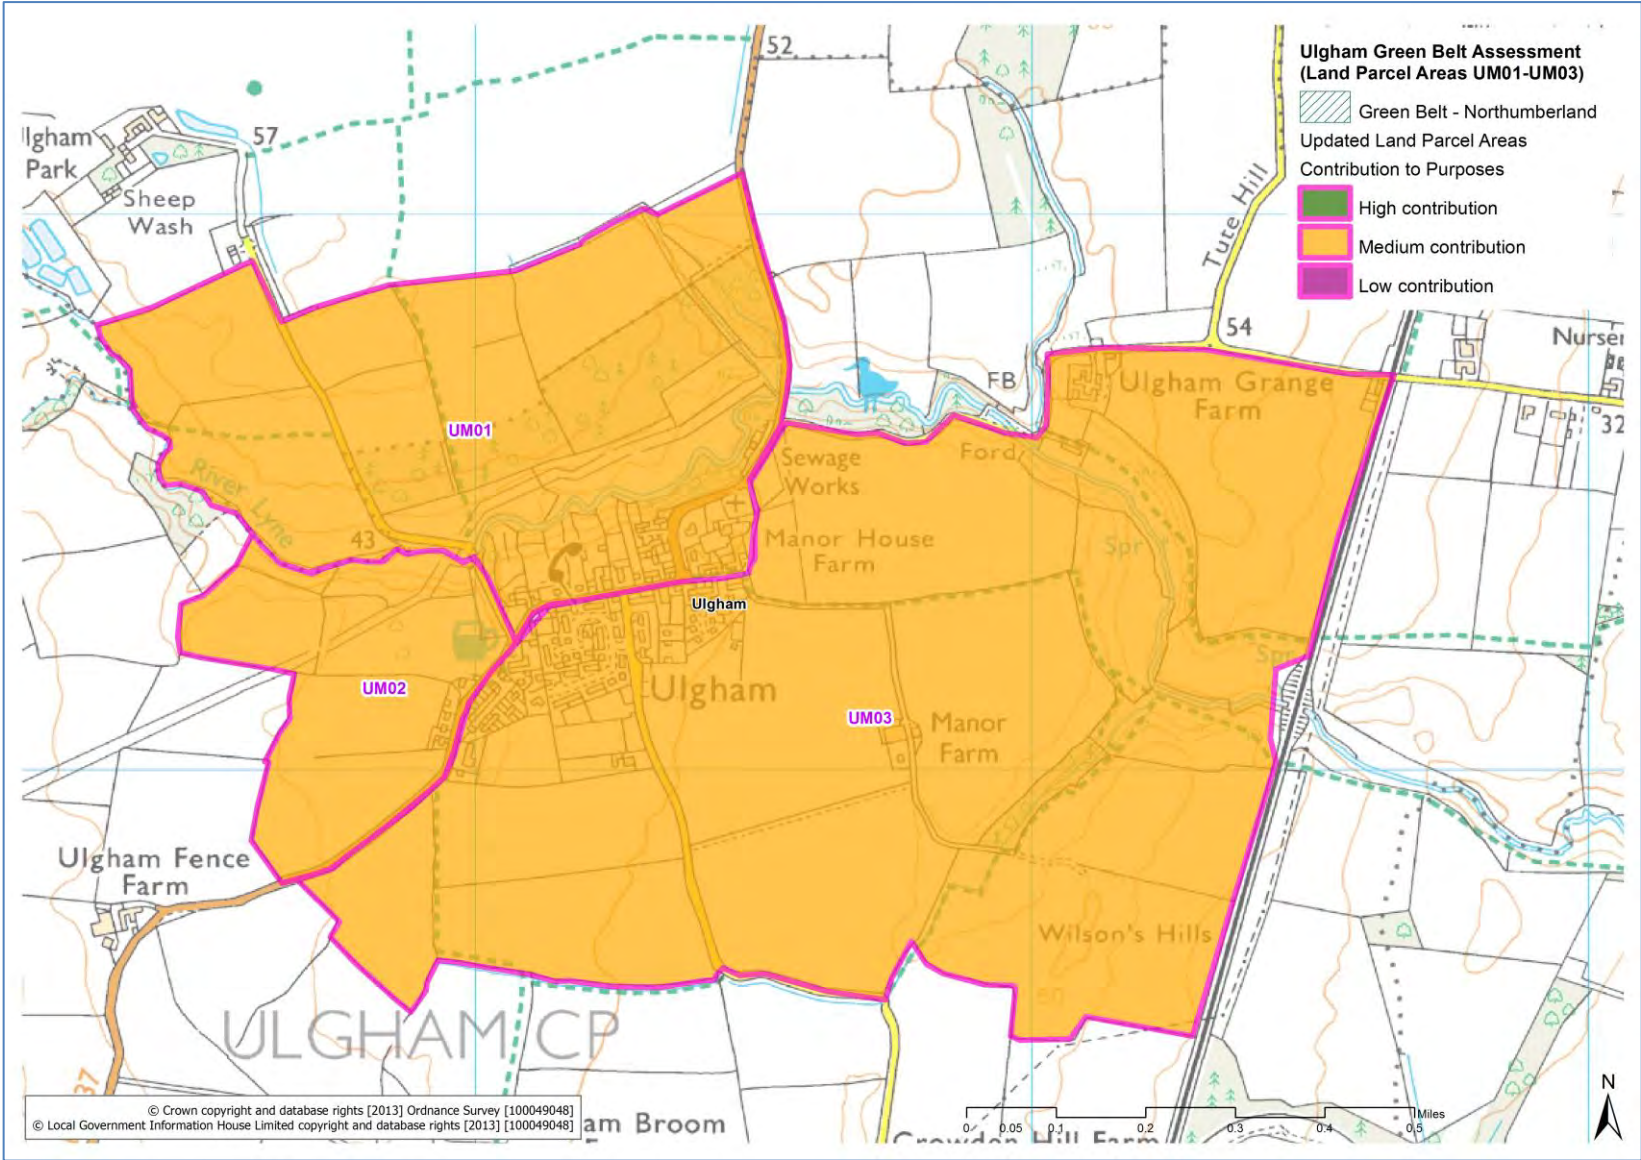 52
Ulgham Green Belt Assessment
(Land Parcel Areas UM01-UM03)
Green Belt - Northumberland
Updated Land Parcel Areas
Contribution to Purposes
High contribution
Medium contribution
Low contribution
57
lgham
Park
Sheep
Wash
Tute Hill
54
Nurser
32
FB
Ulgham Grange
Farm
UM01
River Lyne
43
Ford
Sewage
Works
Manor House
Farm
Spr
Ulgham
Spr
UM02
Ulgham
UM03
Manor
Farm
Ulgham Fence
Farm
Wilson's Hills
ULGHAM CP
37
© Crown copyright and database rights [2013] Ordnance Survey [100049048]
© Local Government Information House Limited copyright and database rights [2013] [100049048]
am Broom
Crowden Hill Farm
0 0.05 0.1 0.2 0.3 0.4 0.5
Miles
N